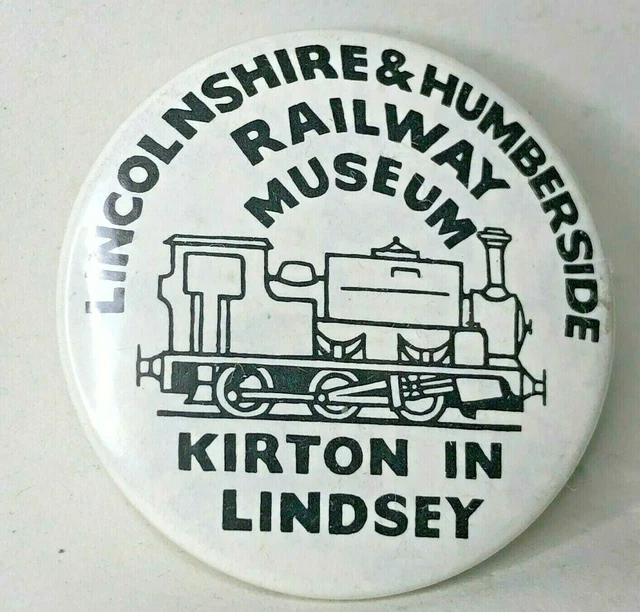 LINCOLNSHIRE & HUMBERSIDE
RAILWAY
MUSEUM
KIRTON IN
LINDSEY